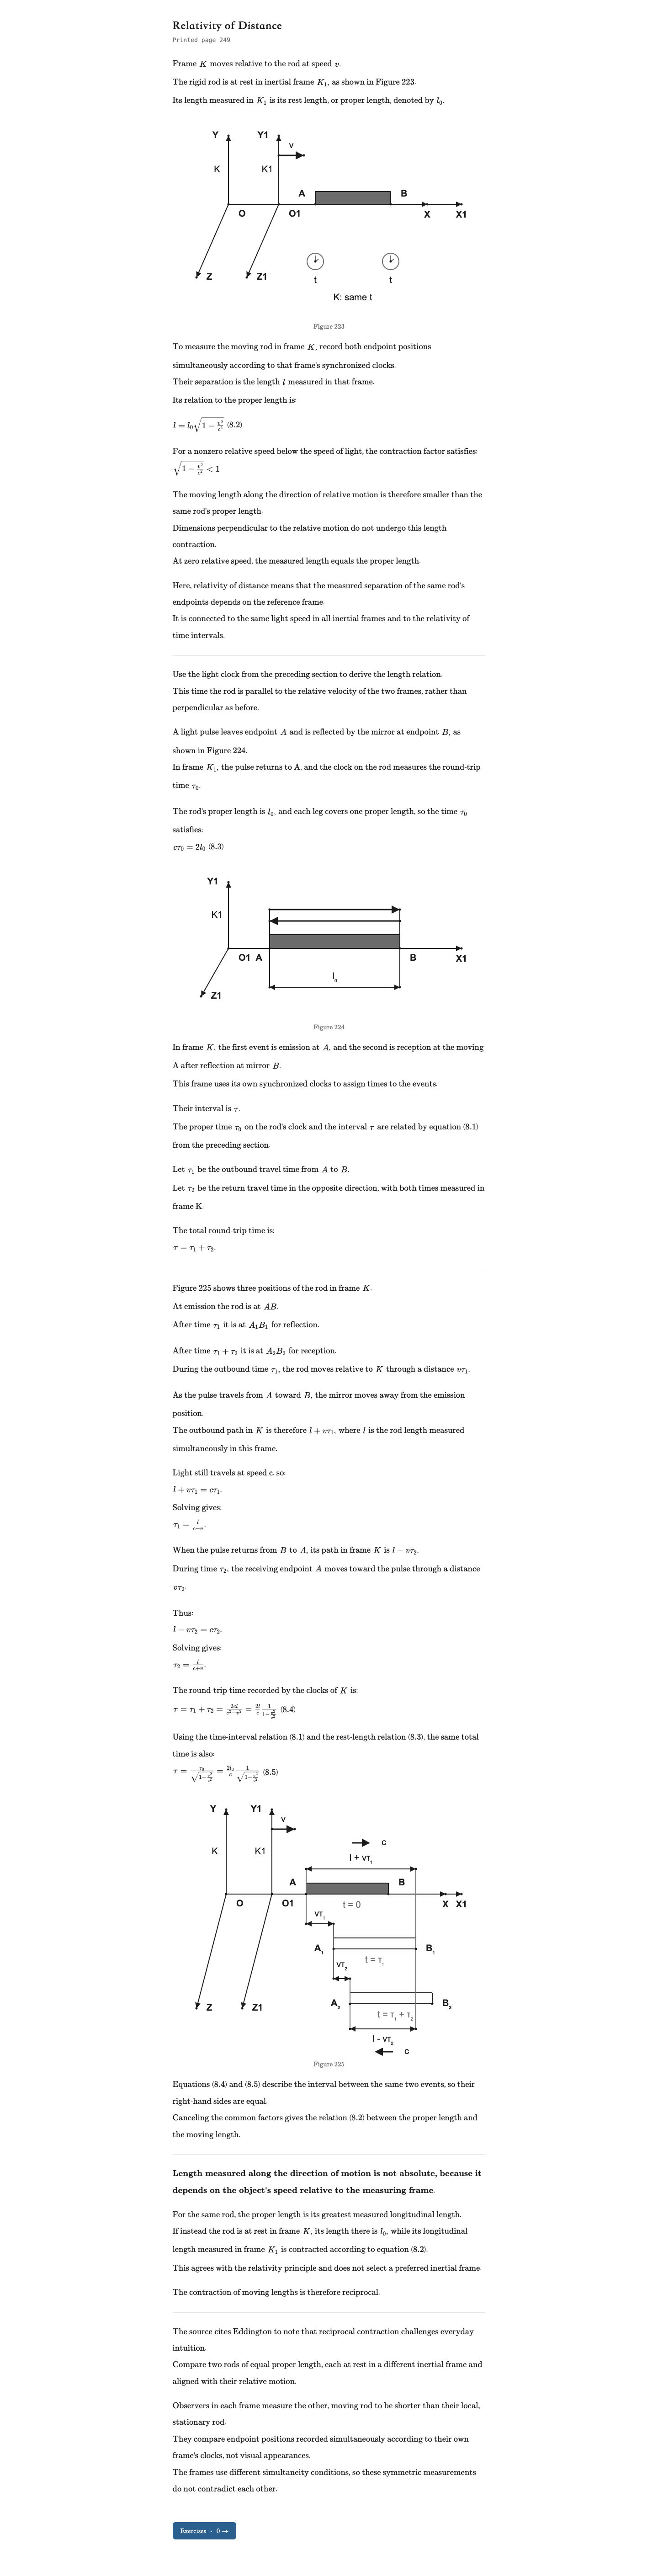 Relativity of Distance
Printed page 249
Frame K moves relative to the rod at speed v.
The rigid rod is at rest in inertial frame K₁, as shown in Figure 223.
Its length measured in K₁ is its rest length, or proper length, denoted by l₀.
Y Y1
v
K K1
A B
O O1 X X1
Z Z1
t t
K: same t
Figure 223
To measure the moving rod in frame K, record both endpoint positions
simultaneously according to that frame's synchronized clocks.
Their separation is the length l measured in that frame.
Its relation to the proper length is:
l = l₀√(1 − v²/c²) (8.2)
For a nonzero relative speed below the speed of light, the contraction factor satisfies:
√(1 − v²/c²) < 1
The moving length along the direction of relative motion is therefore smaller than the
same rod's proper length.
Dimensions perpendicular to the relative motion do not undergo this length
contraction.
At zero relative speed, the measured length equals the proper length.
Here, relativity of distance means that the measured separation of the same rod's
endpoints depends on the reference frame.
It is connected to the same light speed in all inertial frames and to the relativity of
time intervals.
Use the light clock from the preceding section to derive the length relation.
This time the rod is parallel to the relative velocity of the two frames, rather than
perpendicular as before.
A light pulse leaves endpoint A and is reflected by the mirror at endpoint B, as
shown in Figure 224.
In frame K₁, the pulse returns to A, and the clock on the rod measures the round-trip
time τ₀.
The rod's proper length is l₀, and each leg covers one proper length, so the time τ₀
satisfies:
cτ₀ = 2l₀ (8.3)
Y1
K1
O1 A B X1
l₀
Z1
Figure 224
In frame K, the first event is emission at A, and the second is reception at the moving
A after reflection at mirror B.
This frame uses its own synchronized clocks to assign times to the events.
Their interval is τ.
The proper time τ₀ on the rod's clock and the interval τ are related by equation (8.1)
from the preceding section.
Let τ₁ be the outbound travel time from A to B.
Let τ₂ be the return travel time in the opposite direction, with both times measured in
frame K.
The total round-trip time is:
τ = τ₁ + τ₂.
Figure 225 shows three positions of the rod in frame K.
At emission the rod is at AB.
After time τ₁ it is at A₁B₁ for reflection.
After time τ₁ + τ₂ it is at A₂B₂ for reception.
During the outbound time τ₁, the rod moves relative to K through a distance vτ₁.
As the pulse travels from A toward B, the mirror moves away from the emission
position.
The outbound path in K is therefore l + vτ₁, where l is the rod length measured
simultaneously in this frame.
Light still travels at speed c, so:
l + vτ₁ = cτ₁.
Solving gives:
τ₁ = l/(c−v).
When the pulse returns from B to A, its path in frame K is l − vτ₂.
During time τ₂, the receiving endpoint A moves toward the pulse through a distance
vτ₂.
Thus:
l − vτ₂ = cτ₂.
Solving gives:
τ₂ = l/(c+v).
The round-trip time recorded by the clocks of K is:
τ = τ₁ + τ₂ = 2cl/(c²−v²) = (2l/c) 1/(1−v²/c²) (8.4)
Using the time-interval relation (8.1) and the rest-length relation (8.3), the same total
time is also:
τ = τ₀/√(1−v²/c²) = (2l₀/c) 1/√(1−v²/c²) (8.5)
Y Y1
v
c
K K1
l + vτ₁
A B
O O1 t = 0 X X1
vτ₁
A₁ B₁
t = τ₁
vτ₂
A₂ B₂
Z Z1
t = τ₁ + τ₂
l - vτ₂
c
Figure 225
Equations (8.4) and (8.5) describe the interval between the same two events, so their
right-hand sides are equal.
Canceling the common factors gives the relation (8.2) between the proper length and
the moving length.
Length measured along the direction of motion is not absolute, because it
depends on the object's speed relative to the measuring frame.
For the same rod, the proper length is its greatest measured longitudinal length.
If instead the rod is at rest in frame K, its length there is l₀, while its longitudinal
length measured in frame K₁ is contracted according to equation (8.2).
This agrees with the relativity principle and does not select a preferred inertial frame.
The contraction of moving lengths is therefore reciprocal.
The source cites Eddington to note that reciprocal contraction challenges everyday
intuition.
Compare two rods of equal proper length, each at rest in a different inertial frame and
aligned with their relative motion.
Observers in each frame measure the other, moving rod to be shorter than their local,
stationary rod.
They compare endpoint positions recorded simultaneously according to their own
frame's clocks, not visual appearances.
The frames use different simultaneity conditions, so these symmetric measurements
do not contradict each other.
Exercises · 0 →